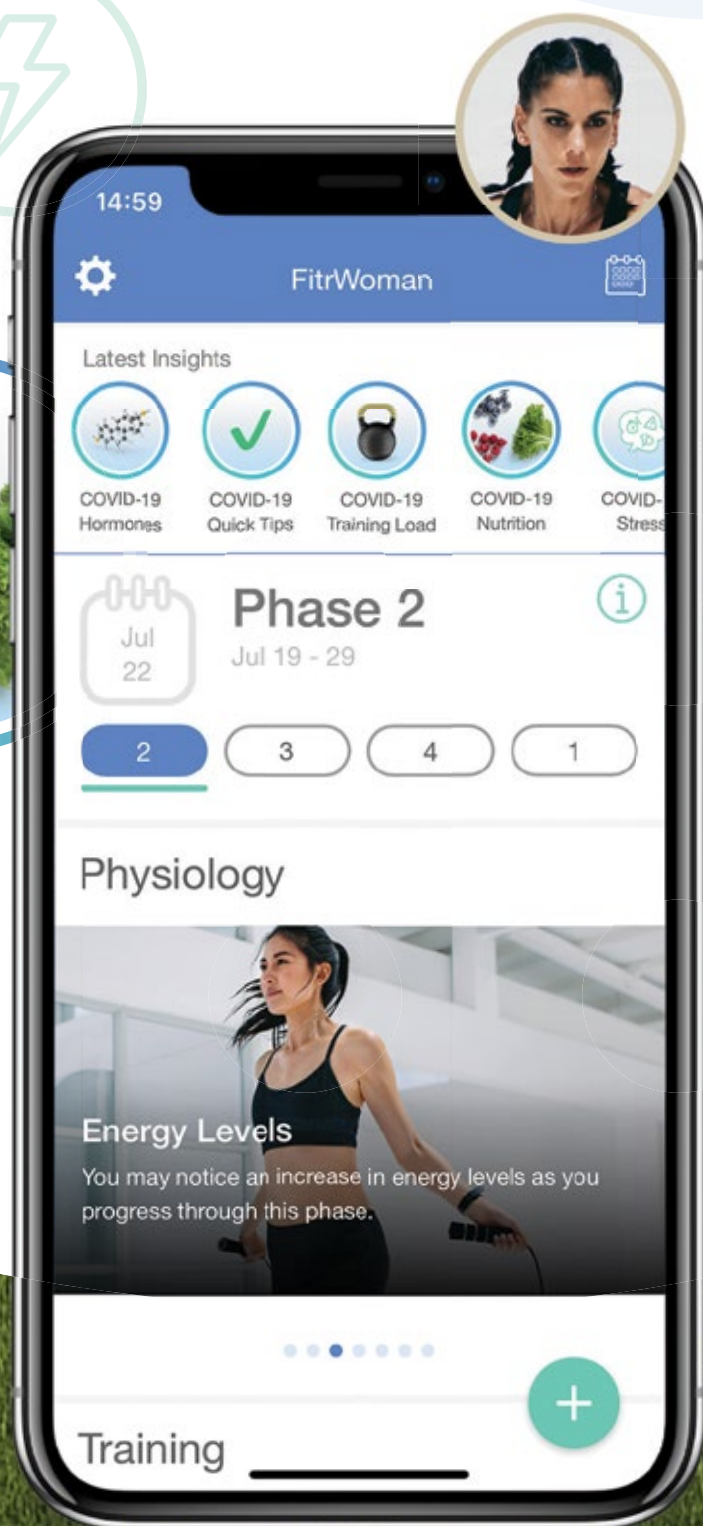 14:59
FitrWoman
Latest Insights
COVID-19
Hormones
COVID-19
Quick Tips
COVID-19
Training Load
COVID-19
Nutrition
COVID-
Stress
Phase 2
Jul 19 - 29
Jul
22
2
3
4
1
Physiology
Energy Levels
You may notice an increase in energy levels as you
progress through this phase.
Training